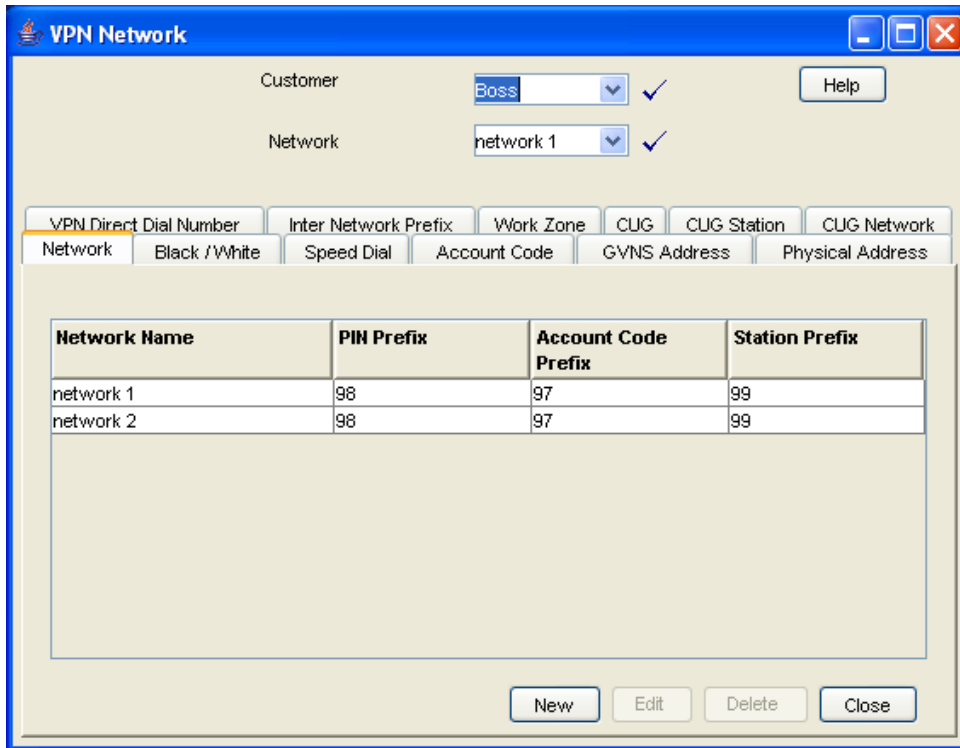 VPN Network
Customer Boss Help
Network network 1
VPN Direct Dial Number Inter Network Prefix Work Zone CUG CUG Station CUG Network
Network Black / White Speed Dial Account Code GVNS Address Physical Address
Network Name PIN Prefix Account Code Prefix Station Prefix
network 1 98 97 99
network 2 98 97 99
New Edit Delete Close